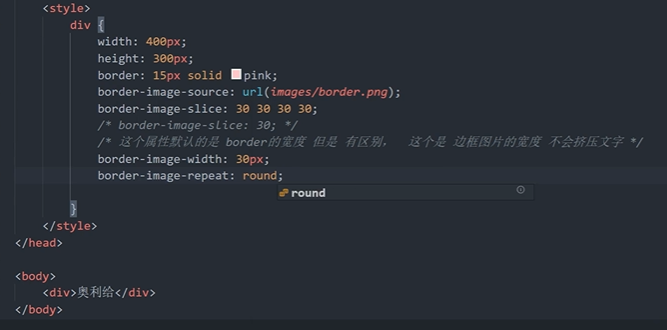 <style>
div {
width: 400px;
height: 300px;
border: 15px solid pink;
border-image-source: url(images/border.png);
border-image-slice: 30 30 30 30;
/* border-image-slice: 30; */
/* 这个属性默认的是 border的宽度 但是 有区别， 这个是 边框图片的宽度 不会挤压文字 */
border-image-width: 30px;
border-image-repeat: round;
round
}
</style>
</head>
<body>
<div>奥利给</div>
</body>